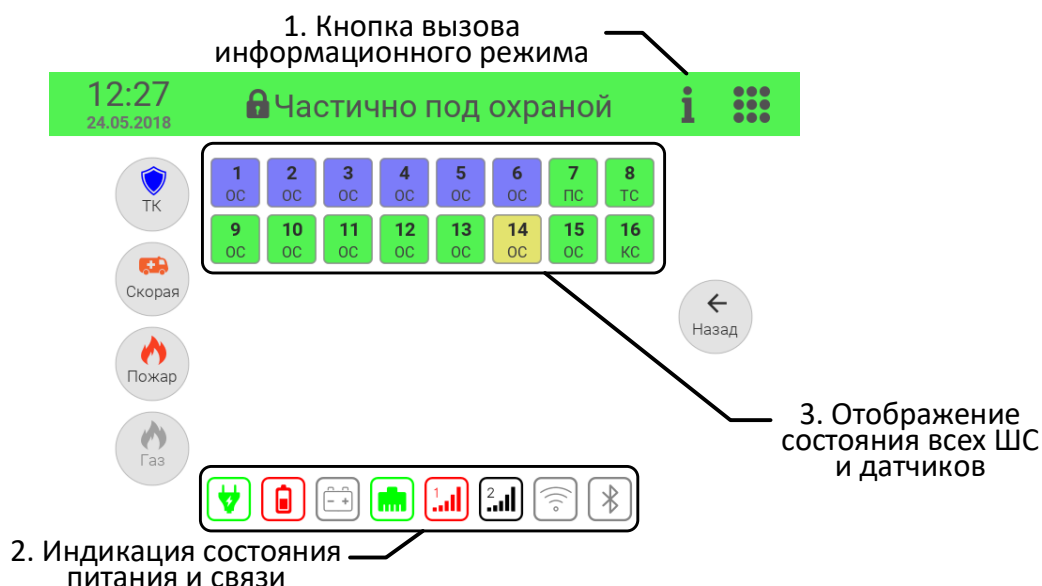 1. Кнопка вызова
информационного режима
12:27
24.05.2018
Частично под охраной
i
1 2 3 4 5 6 7 8
ОС ОС ОС ОС ОС ОС ПС ТС
9 10 11 12 13 14 15 16
ОС ОС ОС ОС ОС ОС ОС КС
ТК
Скорая
Назад
Пожар
Газ
3. Отображение
состояния всех ШС
и датчиков
1 2
2. Индикация состояния
питания и связи